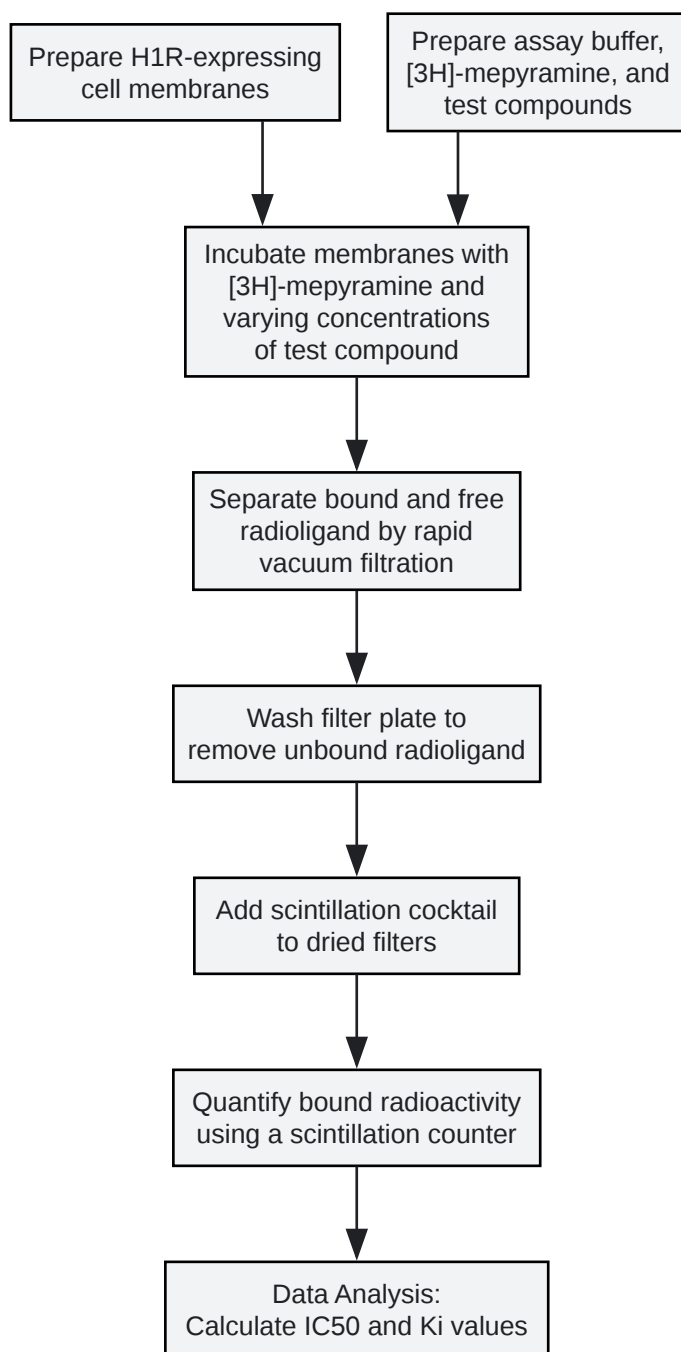 Prepare H1R-expressing
cell membranes
Prepare assay buffer,
[3H]-mepyramine, and
test compounds
Incubate membranes with
[3H]-mepyramine and
varying concentrations
of test compound
Separate bound and free
radioligand by rapid
vacuum filtration
Wash filter plate to
remove unbound radioligand
Add scintillation cocktail
to dried filters
Quantify bound radioactivity
using a scintillation counter
Data Analysis:
Calculate IC50 and Ki values